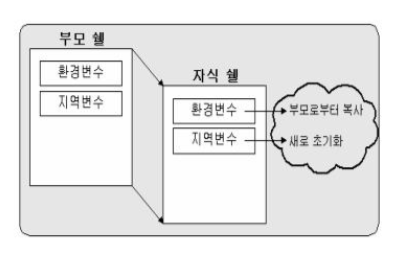 부모 쉘
환경변수
지역변수
자식 쉘
환경변수
지역변수
부모로부터 복사
새로 초기화